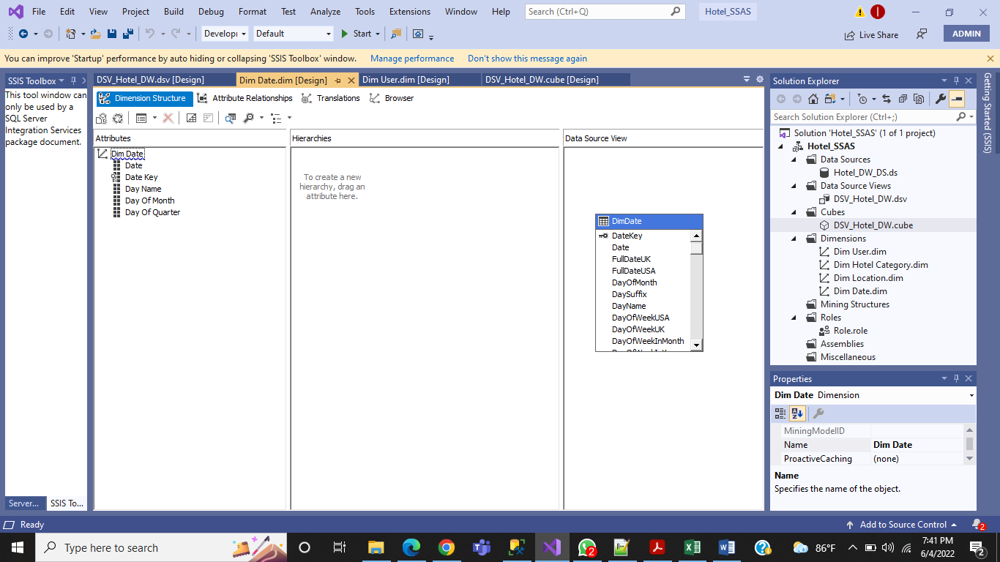 File Edit View Project Build Debug Format Test Analyze Tools Extensions Window Help Search (Ctrl+Q) Hotel_SSAS
Default Start Live Share ADMIN
You can improve 'Startup' performance by auto hiding or collapsing 'SSIS Toolbox' window. Manage performance Don't show this message again
SSIS Toolbox
This tool window can
only be used by a
SQL Server
Integration Services
package document.
Server... SSIS To...
DSV_Hotel_DW.dsv [Design] Dim Date.dim [Design] Dim User.dim [Design] DSV_Hotel_DW.cube [Design]
Dimension Structure Attribute Relationships Translations Browser
Attributes
Dim Date
Date
Date Key
Day Name
Day Of Month
Day Of Quarter
Hierarchies
To create a new
hierarchy, drag an
attribute here.
Data Source View
DimDate
DateKey
Date
FullDateUK
FullDateUSA
DayOfMonth
DaySuffix
DayName
DayOfWeekUSA
DayOfWeekUK
DayOfWeekInMonth
Solution Explorer
Search Solution Explorer (Ctrl+;)
Solution 'Hotel_SSAS' (1 of 1 project)
Hotel_SSAS
Data Sources
Hotel_DW_DS.ds
Data Source Views
DSV_Hotel_DW.dsv
Cubes
DSV_Hotel_DW.cube
Dimensions
Dim User.dim
Dim Hotel Category.dim
Dim Location.dim
Dim Date.dim
Mining Structures
Roles
Role.role
Assemblies
Miscellaneous
Getting Started (SSIS)
Properties
Dim Date Dimension
MiningModelID
Name Dim Date
ProactiveCaching (none)
Name
Specifies the name of the object.
Ready Add to Source Control 2
Type here to search 2 86°F 7:41 PM
6/4/2022 2